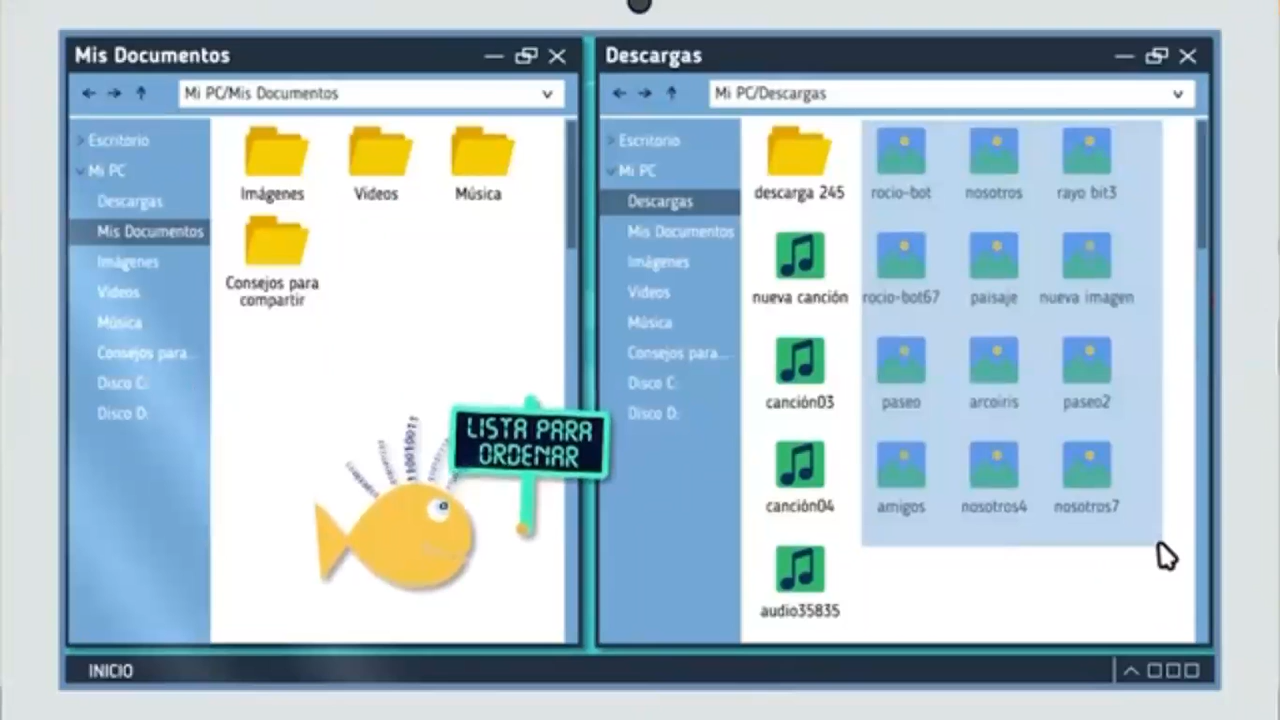 Mis Documentos
Mi PC/Mis Documentos
Escritorio
Mi PC
Descargas
Mis Documentos
Imágenes
Videos
Música
Consejos para...
Disco C:
Disco D:
Imágenes
Videos
Música
Consejos para
compartir
LISTA PARA
ORDENAR
Descargas
Mi PC/Descargas
Escritorio
Mi PC
Descargas
Mis Documentos
Imágenes
Videos
Música
Consejos para...
Disco C:
Disco D:
descarga 245
rocio-bot
nosotros
rayo bit3
nueva canción
rocio-bot67
paisaje
nueva imagen
canción03
paseo
arcoiris
paseo2
canción04
amigos
nosotros4
nosotros7
audio35835
INICIO